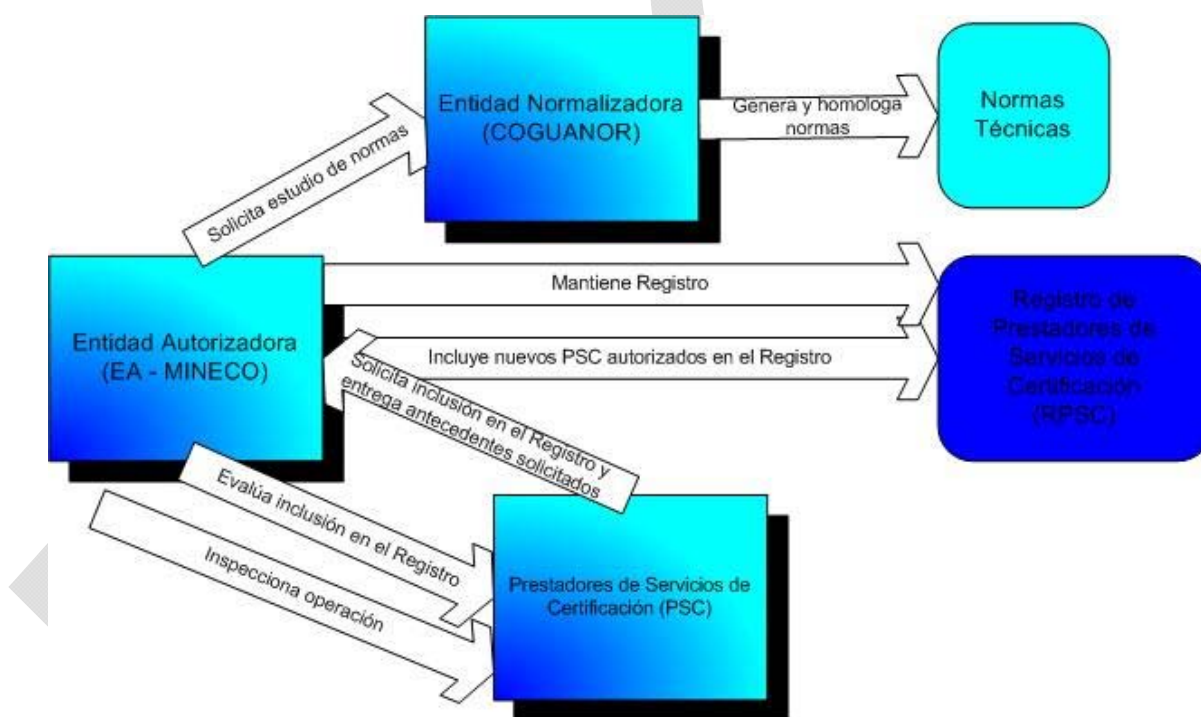 Entidad Normalizadora
(COGUANOR)
Genera y homologa
normas
Normas
Técnicas
Solicita estudio de normas
Entidad Autorizadora
(EA - MINECO)
Mantiene Registro
Incluye nuevos PSC autorizados en el Registro
Registro de
Prestadores de
Servicios de
Certificación
(RPSC)
Solicita inclusión en el Registro y
entrega antecedentes solicitados
Evalúa inclusión en el Registro
Inspecciona operación
Prestadores de Servicios de
Certificación (PSC)